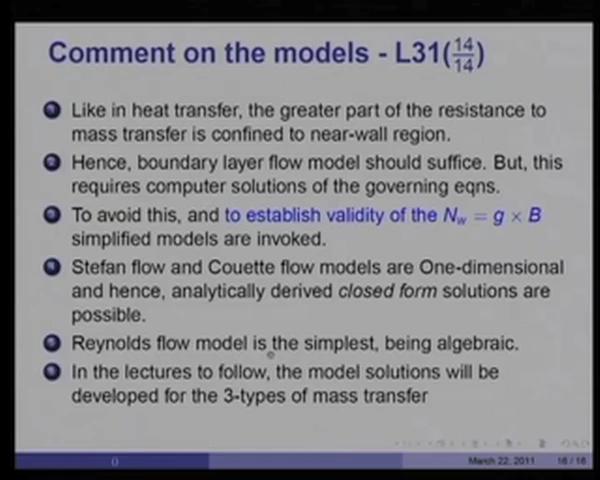 Comment on the models - L31(14/14)
1 Like in heat transfer, the greater part of the resistance to
mass transfer is confined to near-wall region.
2 Hence, boundary layer flow model should suffice. But, this
requires computer solutions of the governing eqns.
3 To avoid this, and to establish validity of the N_w = g × B
simplified models are invoked.
4 Stefan flow and Couette flow models are One-dimensional
and hence, analytically derived closed form solutions are
possible.
Reynolds flow model is the simplest, being algebraic.
In the lectures to follow, the model solutions will be
developed for the 3-types of mass transfer
() March 22, 2011 16 / 16